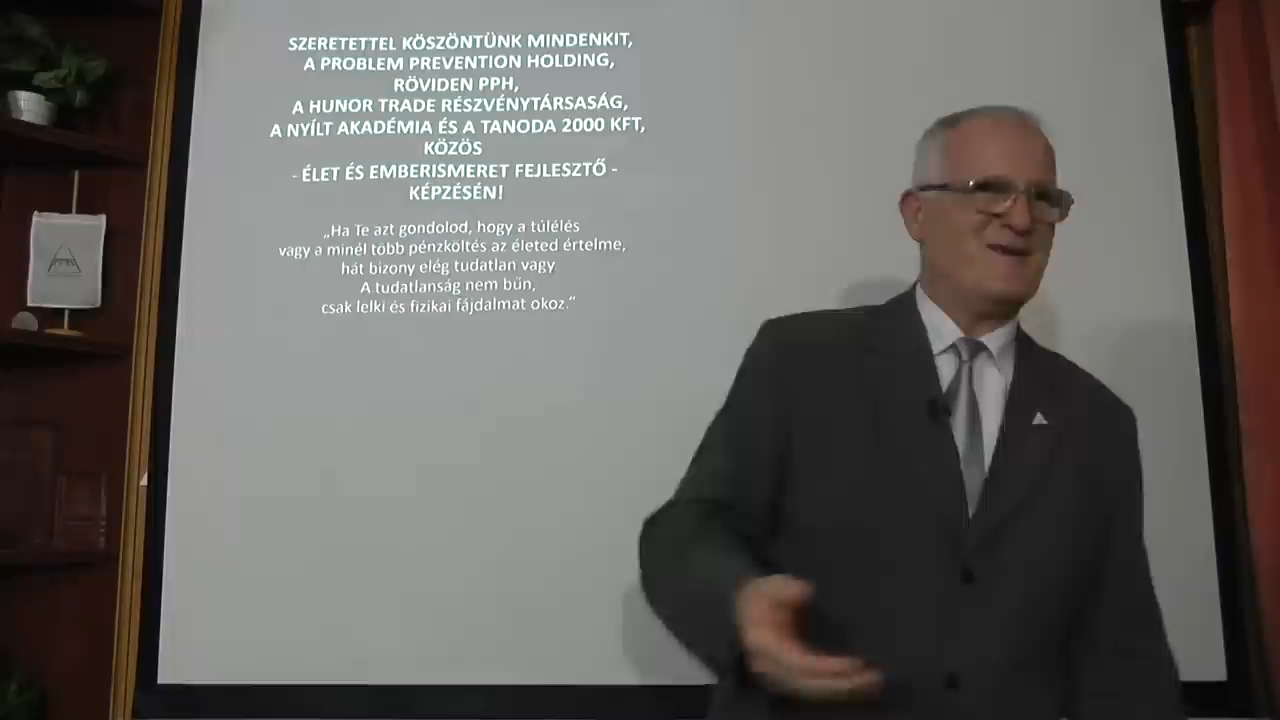 SZERETETTEL KÖSZÖNTÜNK MINDENKIT,
A PROBLEM PREVENTION HOLDING,
RÖVIDEN PPH,
A HUNOR TRADE RÉSZVÉNYTÁRSASÁG,
A NYÍLT AKADÉMIA ÉS A TANODA 2000 KFT,
KÖZÖS
- ÉLET ÉS EMBERISMERET FEJLESZTŐ -
KÉPZÉSÉN!
„Ha Te azt gondolod, hogy a túlélés
vagy a minél több pénzköltés az életed értelme,
hát bizony elég tudatlan vagy.
A tudatlanság nem bűn,
csak lelki és fizikai fájdalmat okoz.”